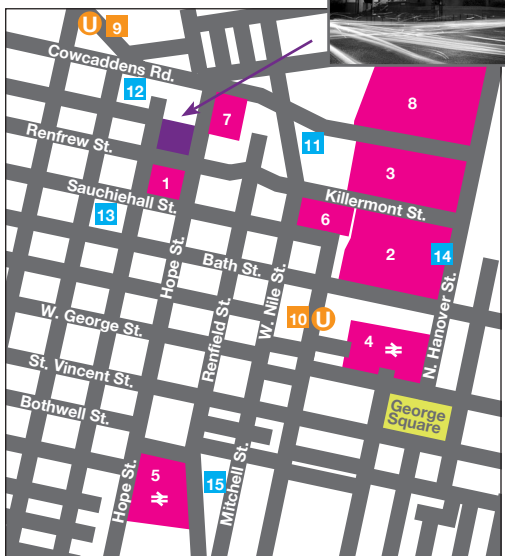 U 9
Cowcaddens Rd.
12
8
7
Renfrew St.
11
3
1
Sauchiehall St.
Killermont St.
13
6
2
14
Bath St.
Hope St.
W. Nile St.
N. Hanover St.
10 U
W. George St.
Renfield St.
4
St. Vincent St.
George
Square
Bothwell St.
5
15
Hope St.
Mitchell St.